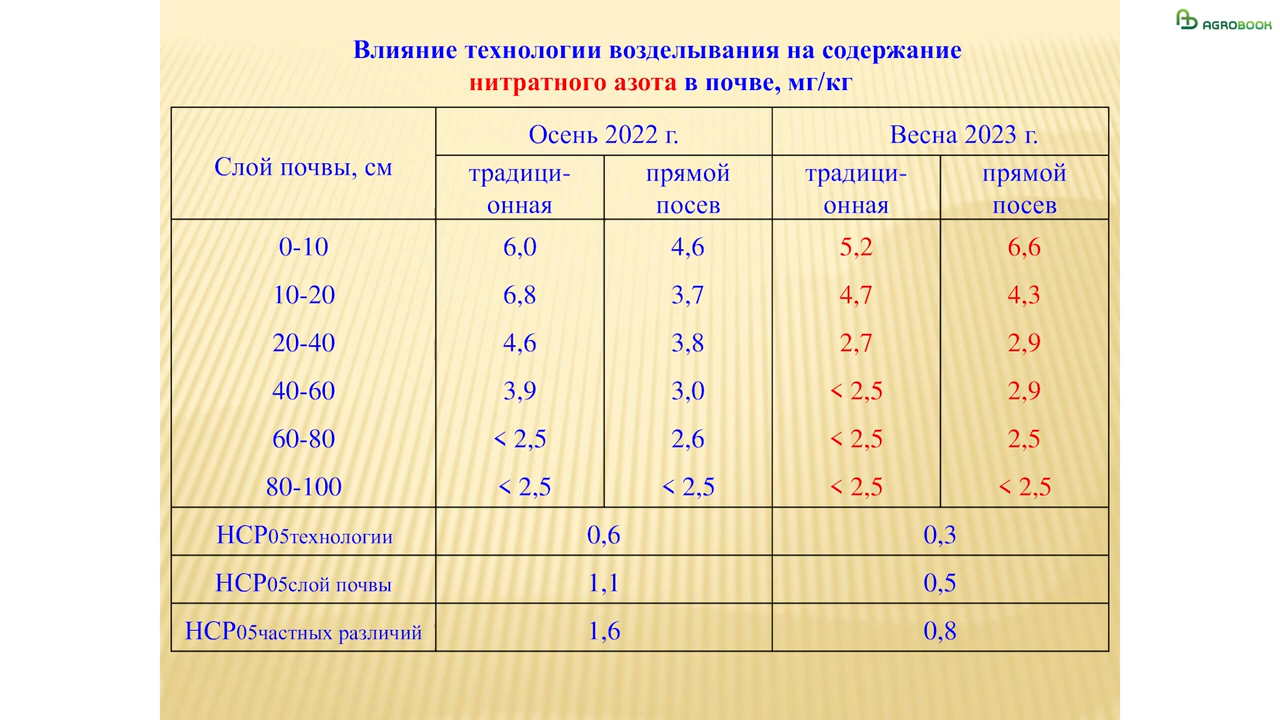 AGROBOOK
Влияние технологии возделывания на содержание
нитратного азота в почве, мг/кг
Слой почвы, см
Осень 2022 г.
Весна 2023 г.
традици-
онная
прямой
посев
традици-
онная
прямой
посев
0-10 6,0 4,6 5,2 6,6
10-20 6,8 3,7 4,7 4,3
20-40 4,6 3,8 2,7 2,9
40-60 3,9 3,0 < 2,5 2,9
60-80 < 2,5 2,6 < 2,5 2,5
80-100 < 2,5 < 2,5 < 2,5 < 2,5
НСР05технологии 0,6 0,3
НСР05слой почвы 1,1 0,5
НСР05частных различий 1,6 0,8